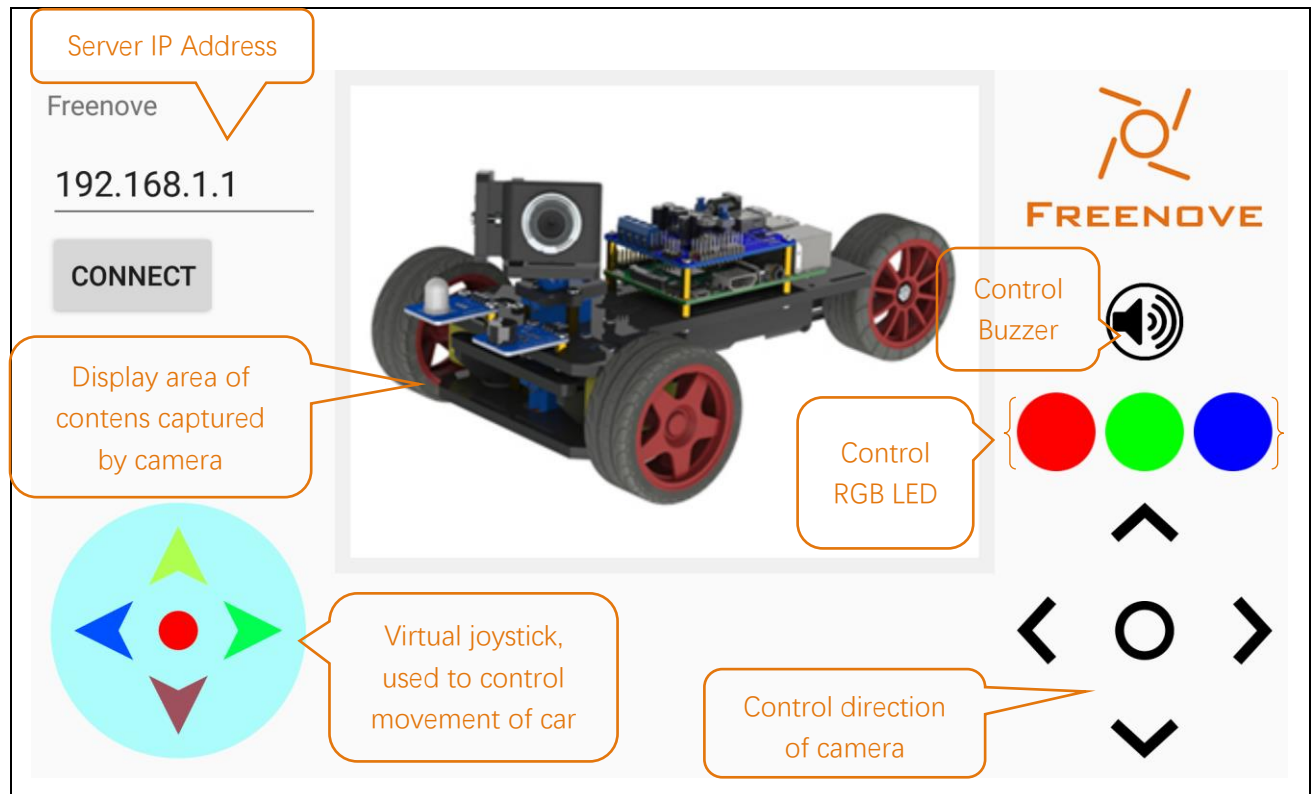 Server IP Address
Freenove
192.168.1.1
CONNECT
FREENOVE
Control
Buzzer
Display area of
contens captured
by camera
Control
RGB LED
Virtual joystick,
used to control
movement of car
Control direction
of camera